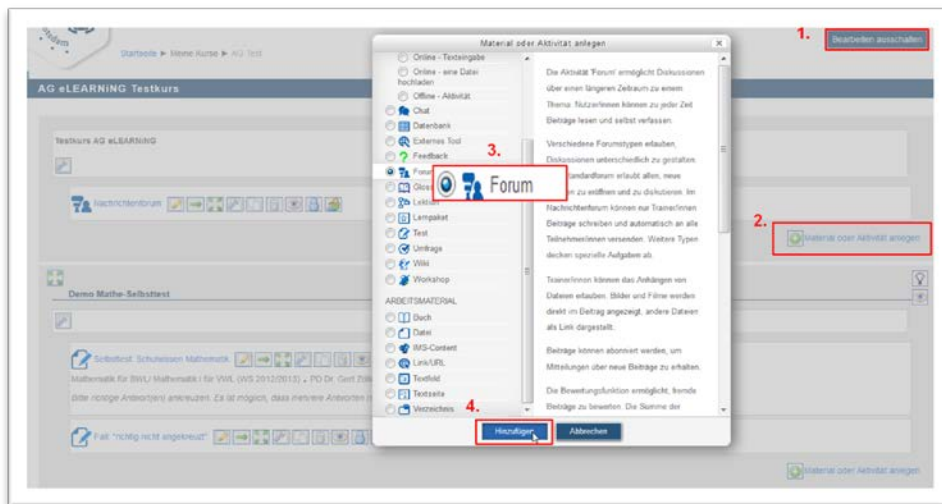 Startseite ► Meine Kurse ► AG Test
1.
Bearbeiten ausschalten
AG eLEARNiNG Testkurs
Testkurs AG eLEARNiNG
Nachrichtenforum
2.
Material oder Aktivität anlegen
Demo Mathe-Selbsttest
Selbsttest: Schulwissen Mathematik
Mathematik für BWL/ Mathematik I für VWL (WS 2012/2013) - PD Dr. Gert
Bitte richtige Antwort(en) ankreuzen. Es ist möglich, dass mehrere Antworten
Fall: "richtig nicht angekreuzt"
Material oder Aktivität anlegen
Material oder Aktivität anlegen
Online - Texteingabe
Online - eine Datei
hochladen
Offline - Aktivität
Chat
Datenbank
Externes Tool
Feedback
3.
Forum
Lektion
Lernpaket
Test
Umfrage
Wiki
Workshop
ARBEITSMATERIAL
Buch
Datei
IMS-Content
Link/URL
Textfeld
Textseite
Verzeichnis
Die Aktivität 'Forum' ermöglicht Diskussionen
über einen längeren Zeitraum zu einem
Thema. Nutzer/innen können zu jeder Zeit
Beiträge lesen und selbst verfassen.
Verschiedene Forumstypen erlauben,
Diskussionen unterschiedlich zu gestalten.
Standardforum erlaubt allen, neue
zu eröffnen und zu diskutieren. Im
Nachrichtenforum können nur Trainer/innen
Beiträge schreiben und automatisch an alle
Teilnehmer/innen versenden. Weitere Typen
decken spezielle Aufgaben ab.
Trainer/innen können das Anhängen von
Dateien erlauben. Bilder und Filme werden
direkt im Beitrag angezeigt, andere Dateien
als Link dargestellt.
Beiträge können abonniert werden, um
Mitteilungen über neue Beiträge zu erhalten.
Die Bewertungsfunktion ermöglicht, fremde
Beiträge zu bewerten. Die Summe der
4.
Hinzufügen
Abbrechen